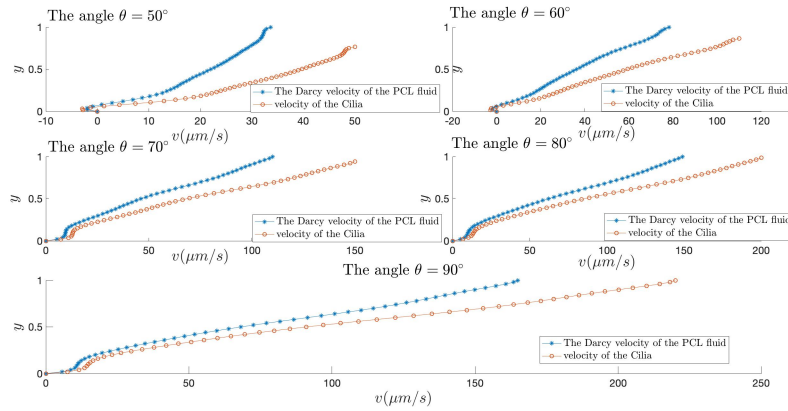 The angle θ = 50°
y
1
0.5
0
-10 0 10 20 30 40 50
v(μm/s)
The Darcy velocity of the PCL fluid
velocity of the Cilia
The angle θ = 60°
y
1
0.5
0
-20 0 20 40 60 80 100 120
v(μm/s)
The Darcy velocity of the PCL fluid
velocity of the Cilia
The angle θ = 70°
y
1
0.5
0
0 50 100 150
v(μm/s)
The Darcy velocity of the PCL fluid
velocity of the Cilia
The angle θ = 80°
y
1
0.5
0
0 50 100 150 200
v(μm/s)
The Darcy velocity of the PCL fluid
velocity of the Cilia
The angle θ = 90°
y
1
0.5
0
0 50 100 150 200 250
v(μm/s)
The Darcy velocity of the PCL fluid
velocity of the Cilia